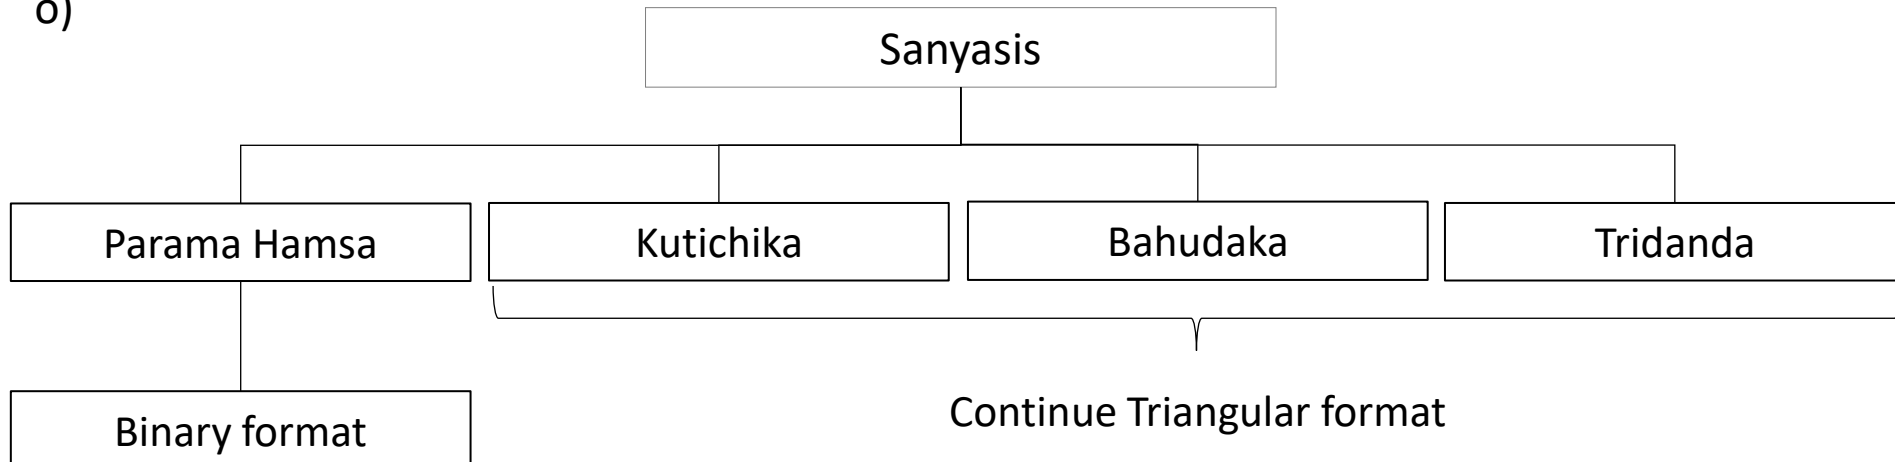 o)
Sanyasis
Parama Hamsa
Kutichika
Bahudaka
Tridanda
Binary format
Continue Triangular format